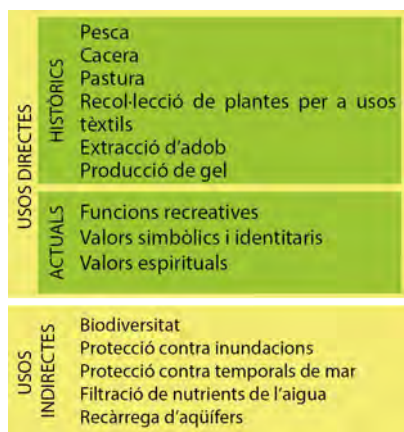 USOS DIRECTES
HISTÒRICS
Pesca
Cacera
Pastura
Recol·lecció de plantes per a usos
tèxtils
Extracció d'adob
Producció de gel
ACTUALS
Funcions recreatives
Valors simbòlics i identitaris
Valors espirituals
USOS
INDIRECTES
Biodiversitat
Protecció contra inundacions
Protecció contra temporals de mar
Filtració de nutrients de l'aigua
Recàrrega d'aqüífers